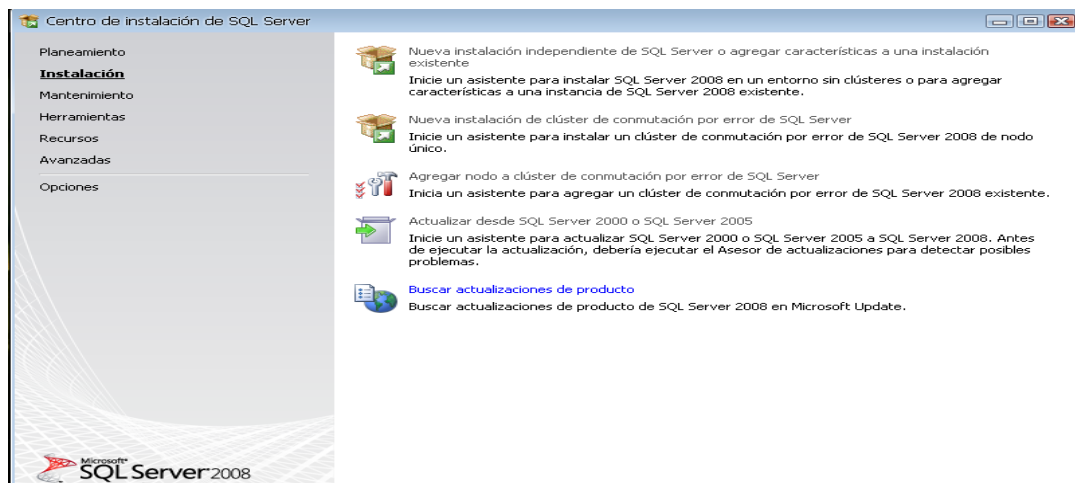 Centro de instalación de SQL Server
Planeamiento
Instalación
Mantenimiento
Herramientas
Recursos
Avanzadas
Opciones
Nueva instalación independiente de SQL Server o agregar características a una instalación
existente
Inicie un asistente para instalar SQL Server 2008 en un entorno sin clústeres o para agregar
características a una instancia de SQL Server 2008 existente.
Nueva instalación de clúster de conmutación por error de SQL Server
Inicie un asistente para instalar un clúster de conmutación por error de SQL Server 2008 de nodo
único.
Agregar nodo a clúster de conmutación por error de SQL Server
Inicia un asistente para agregar un clúster de conmutación por error de SQL Server 2008 existente.
Actualizar desde SQL Server 2000 o SQL Server 2005
Inicie un asistente para actualizar SQL Server 2000 o SQL Server 2005 a SQL Server 2008. Antes
de ejecutar la actualización, debería ejecutar el Asesor de actualizaciones para detectar posibles
problemas.
Buscar actualizaciones de producto
Buscar actualizaciones de producto de SQL Server 2008 en Microsoft Update.
Microsoft®
SQL Server 2008